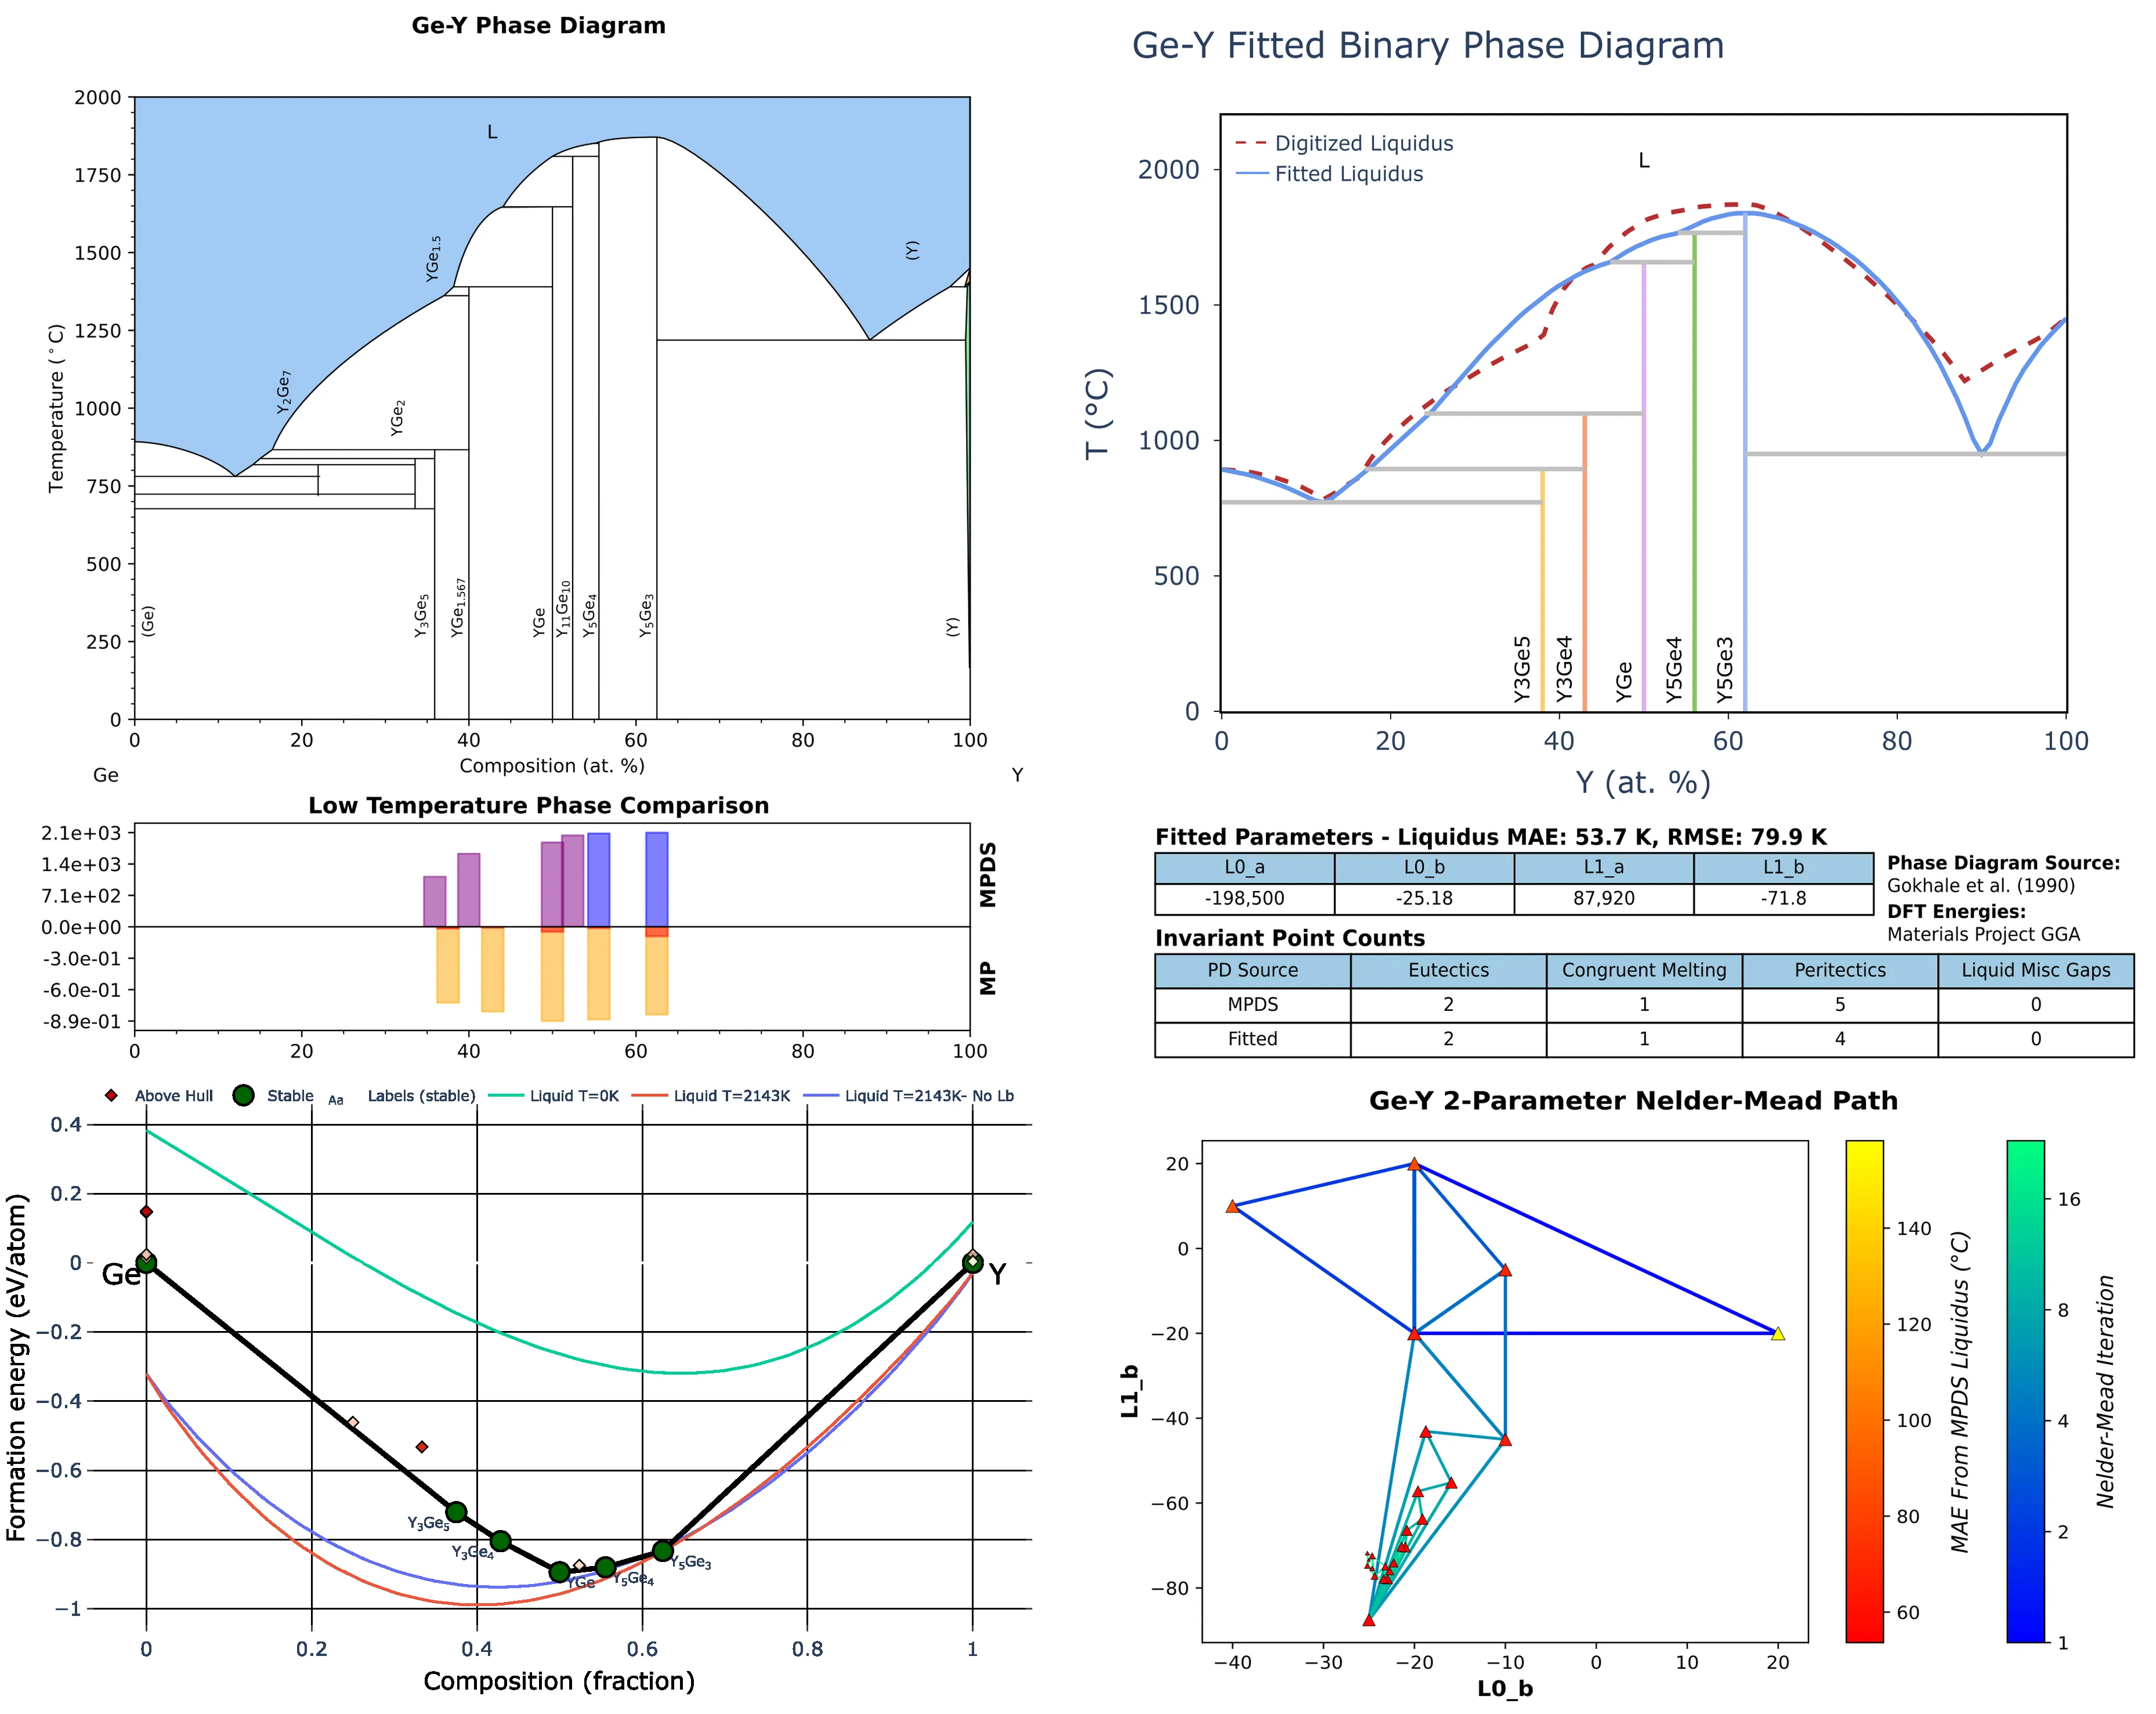 Ge-Y Phase Diagram
2000
1750
1500
1250
1000
750
500
250
0
Temperature (°C)
L
YGe1.5
(Y)
Y2Ge7
YGe2
(Ge)
Y3Ge5
YGe1.567
YGe
Y11Ge10
Y5Ge4
Y5Ge3
(Y)
0 20 40 60 80 100
Composition (at. %)
Ge
Y
Ge-Y Fitted Binary Phase Diagram
Digitized Liquidus
Fitted Liquidus
L
2000
1500
1000
500
0
T (°C)
Y3Ge5
Y3Ge4
YGe
Y5Ge4
Y5Ge3
0 20 40 60 80 100
Y (at. %)
Low Temperature Phase Comparison
2.1e+03
1.4e+03
7.1e+02
0.0e+00
-3.0e-01
-6.0e-01
-8.9e-01
MPDS
MP
0 20 40 60 80 100
Fitted Parameters - Liquidus MAE: 53.7 K, RMSE: 79.9 K
L0_a L0_b L1_a L1_b
-198,500 -25.18 87,920 -71.8
Phase Diagram Source:
Gokhale et al. (1990)
DFT Energies:
Materials Project GGA
Invariant Point Counts
PD Source Eutectics Congruent Melting Peritectics Liquid Misc Gaps
MPDS 2 1 5 0
Fitted 2 1 4 0
Above Hull Stable Aa Labels (stable) Liquid T=0K Liquid T=2143K Liquid T=2143K- No Lb
0.4
0.2
0
−0.2
−0.4
−0.6
−0.8
−1
Formation energy (eV/atom)
Ge
Y
Y3Ge5
Y3Ge4
YGe
Y5Ge4
Y5Ge3
0 0.2 0.4 0.6 0.8 1
Composition (fraction)
Ge-Y 2-Parameter Nelder-Mead Path
20
0
−20
−40
−60
−80
L1_b
−40 −30 −20 −10 0 10 20
L0_b
140
120
100
80
60
MAE From MPDS Liquidus (°C)
16
8
4
2
1
Nelder-Mead Iteration